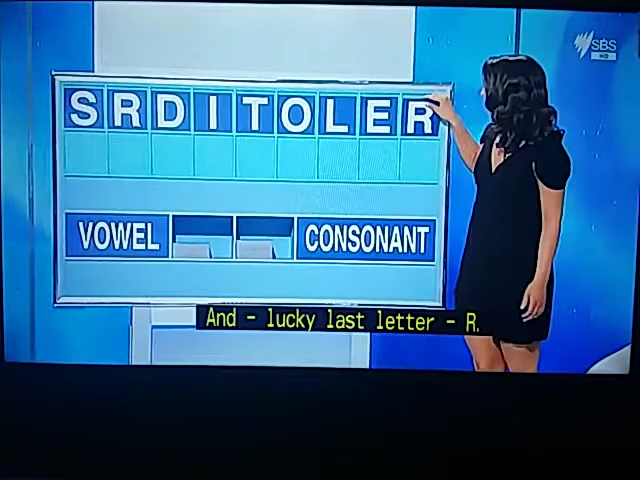 SBS
HD
SRDITOLER
VOWEL
CONSONANT
And - lucky last letter - R.